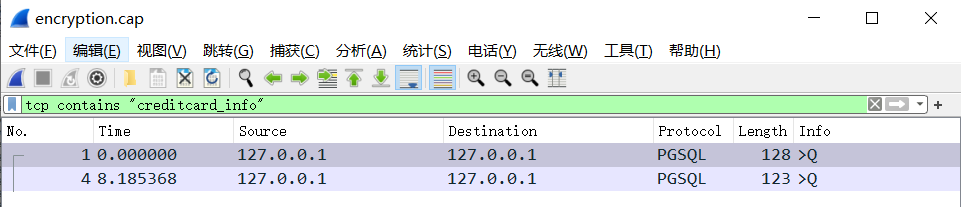 encryption.cap
文件(F) 编辑(E) 视图(V) 跳转(G) 捕获(C) 分析(A) 统计(S) 电话(Y) 无线(W) 工具(T) 帮助(H)
tcp contains "creditcard_info"
No. Time Source Destination Protocol Length Info
1 0.000000 127.0.0.1 127.0.0.1 PGSQL 128 >Q
4 8.185368 127.0.0.1 127.0.0.1 PGSQL 123 >Q